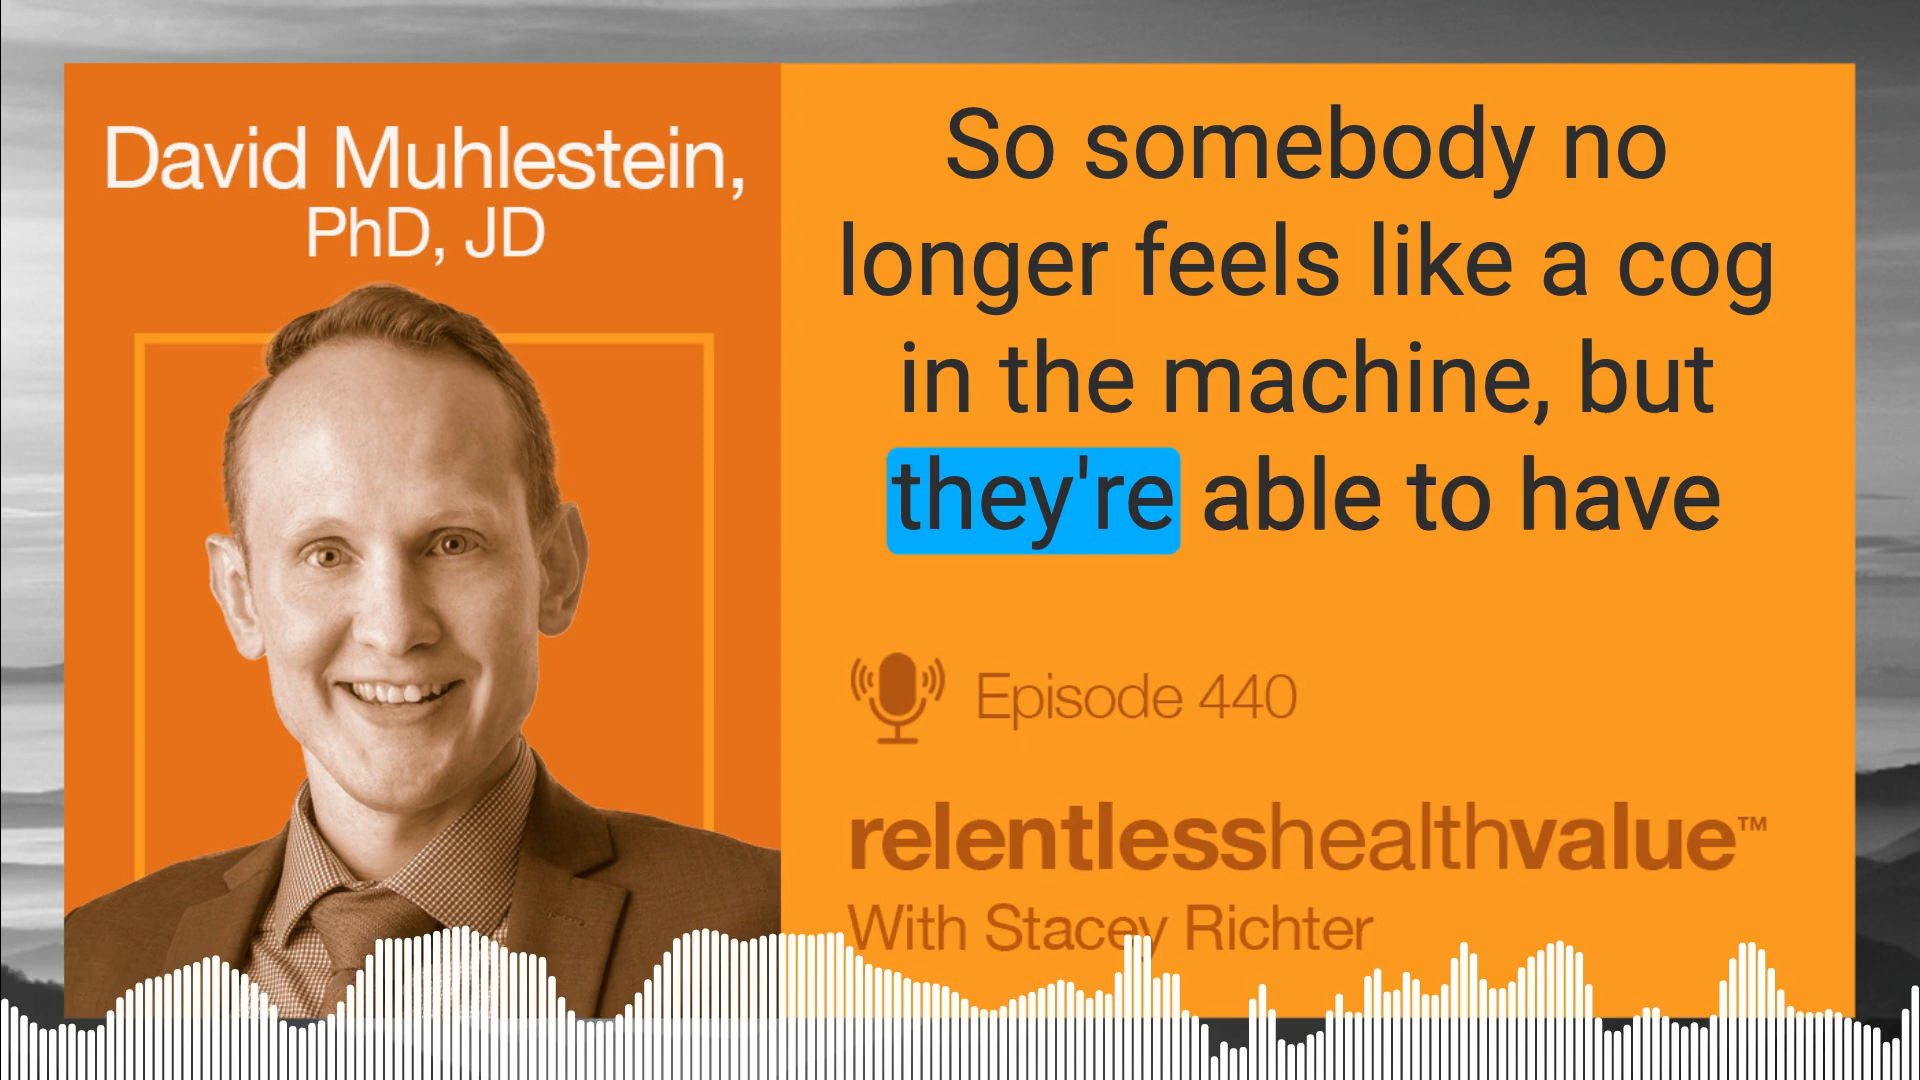 David Muhlestein,
PhD, JD
So somebody no
longer feels like a cog
in the machine, but
they're able to have
Episode 440
relentlesshealthvalue™
With Stacey Richter